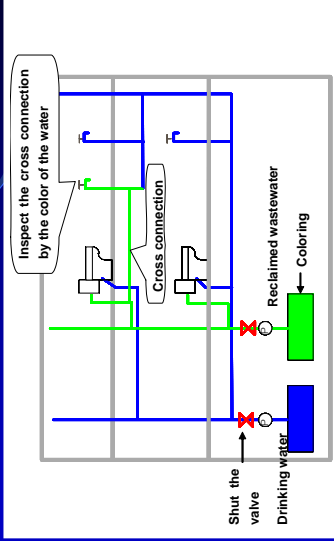 Inspect the cross connection
by the color of the water
Cross connection
Reclaimed wastewater
Coloring
Shut the
valve
Drinking water
P
P